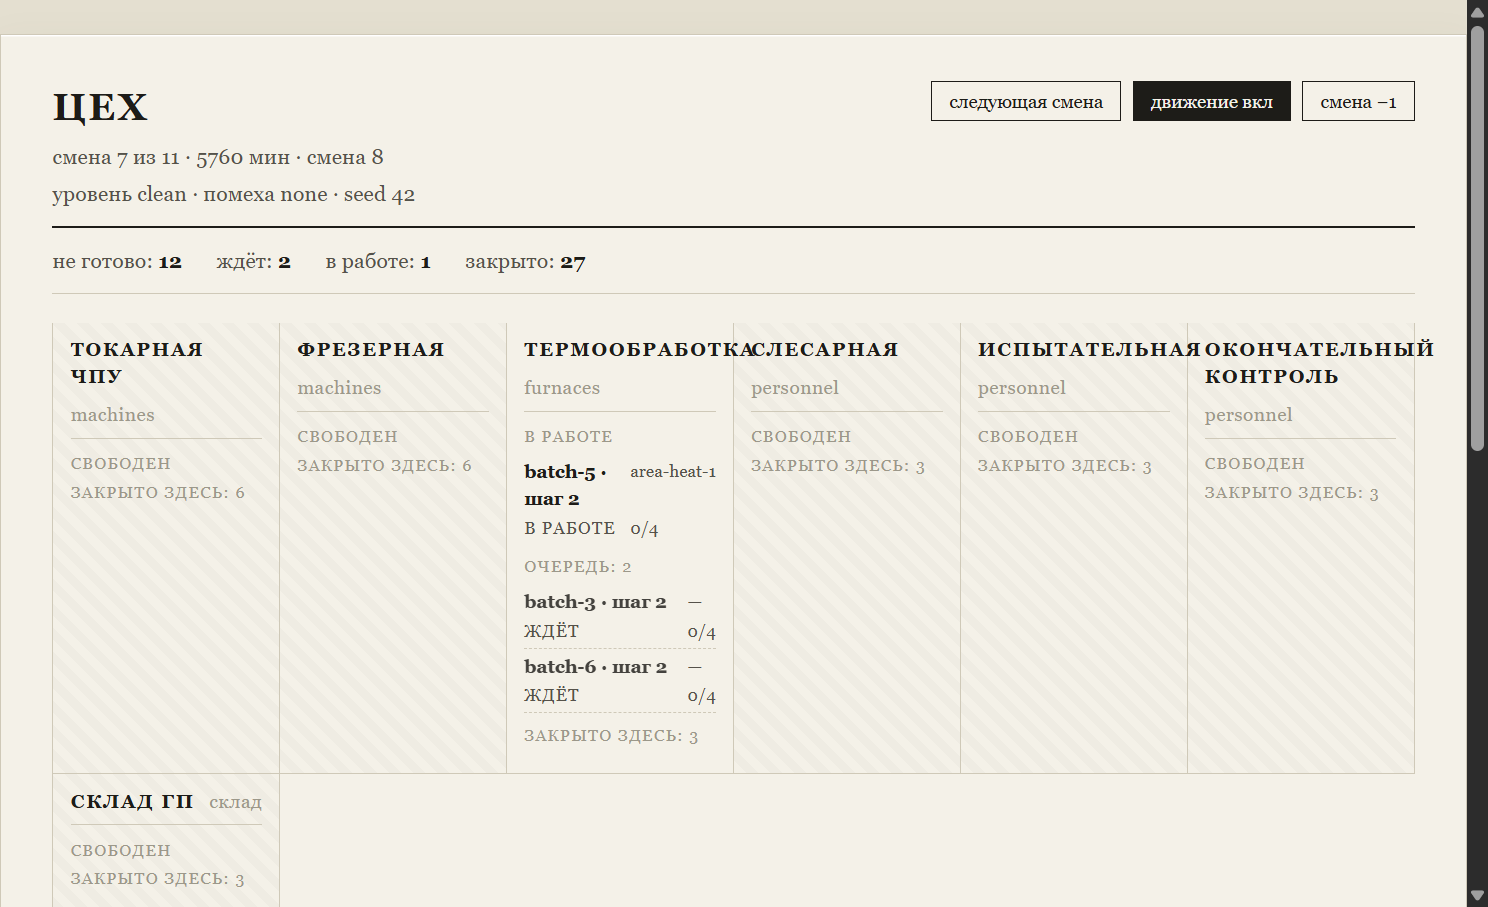 ЦЕХ
следующая смена
движение вкл
смена −1
смена 7 из 11 · 5760 мин · смена 8
уровень clean · помеха none · seed 42
не готово: 12 ждёт: 2 в работе: 1 закрыто: 27
ТОКАРНАЯ
ЧПУ
machines
СВОБОДЕН
ЗАКРЫТО ЗДЕСЬ: 6
ФРЕЗЕРНАЯ
machines
СВОБОДЕН
ЗАКРЫТО ЗДЕСЬ: 6
ТЕРМООБРАБОТКА
furnaces
В РАБОТЕ
batch-5 · area-heat-1
шаг 2
В РАБОТЕ 0/4
ОЧЕРЕДЬ: 2
batch-3 · шаг 2 —
ЖДЁТ 0/4
batch-6 · шаг 2 —
ЖДЁТ 0/4
ЗАКРЫТО ЗДЕСЬ: 3
СЛЕСАРНАЯ
personnel
СВОБОДЕН
ЗАКРЫТО ЗДЕСЬ: 3
ИСПЫТАТЕЛЬНАЯ
personnel
СВОБОДЕН
ЗАКРЫТО ЗДЕСЬ: 3
ОКОНЧАТЕЛЬНЫЙ
КОНТРОЛЬ
personnel
СВОБОДЕН
ЗАКРЫТО ЗДЕСЬ: 3
СКЛАД ГП склад
СВОБОДЕН
ЗАКРЫТО ЗДЕСЬ: 3